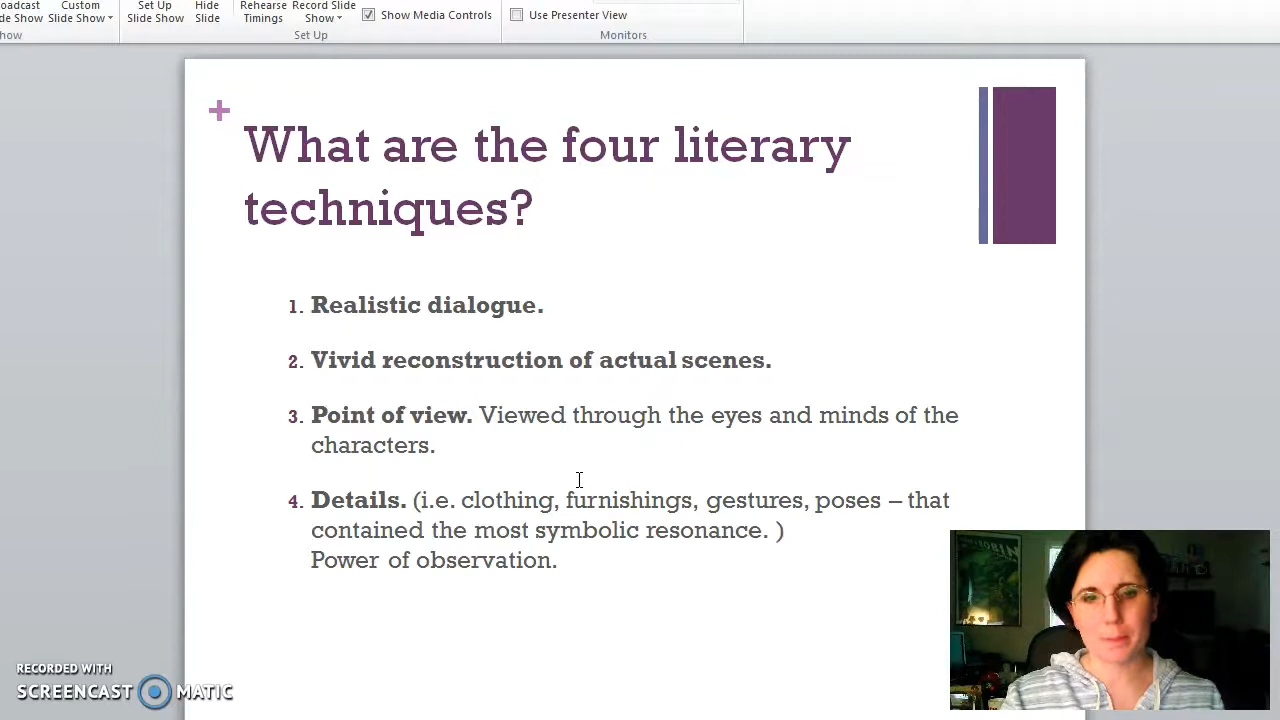 oadcast Custom Set Up Hide Rehearse Record Slide Show Media Controls Use Presenter View
de Show Slide Show Slide Show Slide Timings Show
how Set Up Monitors
+
What are the four literary
techniques?
1. Realistic dialogue.
2. Vivid reconstruction of actual scenes.
3. Point of view. Viewed through the eyes and minds of the
characters.
4. Details. (i.e. clothing, furnishings, gestures, poses – that
contained the most symbolic resonance. )
Power of observation.
RECORDED WITH
SCREENCAST MATIC